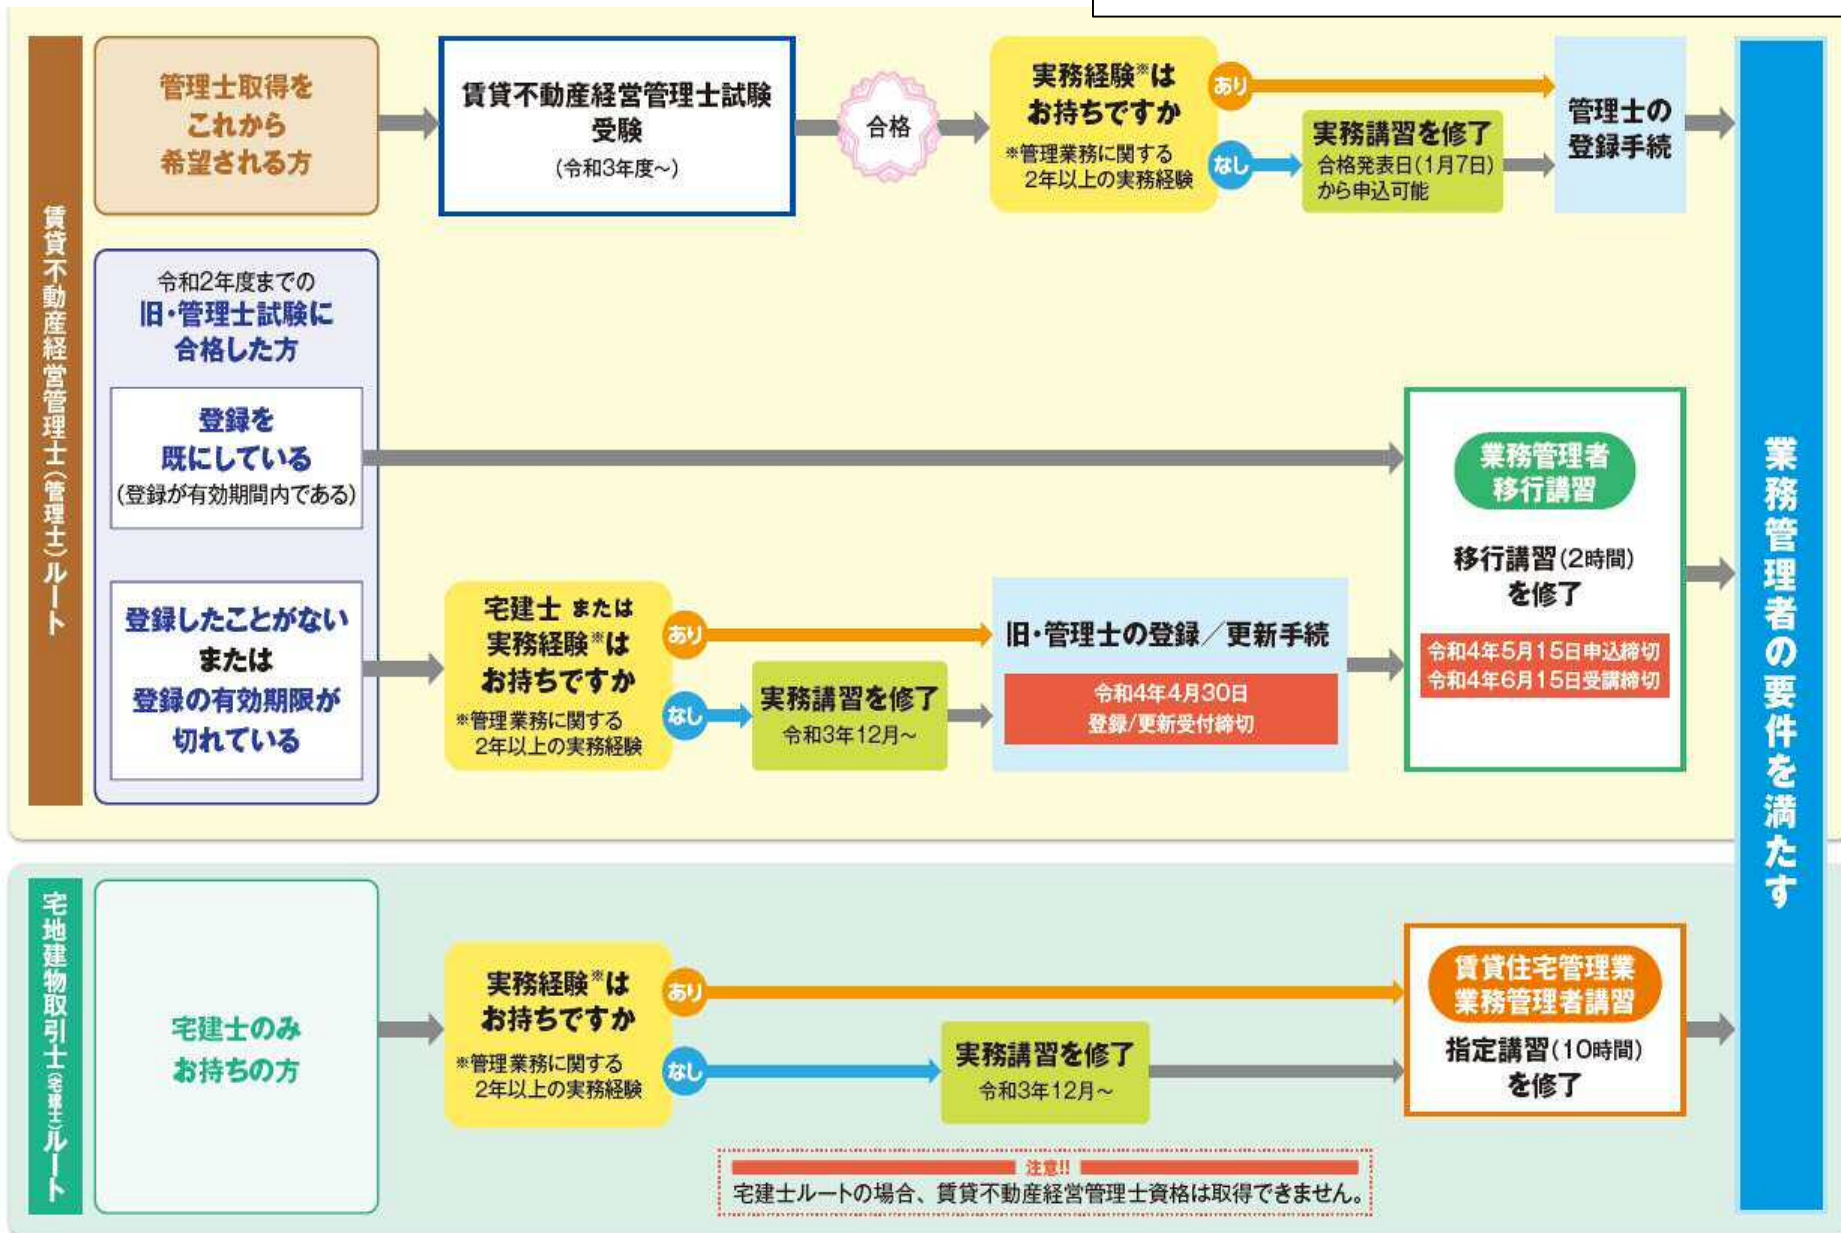 賃貸不動産経営管理士(管理士)ルート
管理士取得を
これから
希望される方
賃貸不動産経営管理士試験
受験
(令和3年度~)
合格
実務経験※は
お持ちですか
※管理業務に関する
2年以上の実務経験
あり
なし
実務講習を修了
合格発表日(1月7日)
から申込可能
管理士の
登録手続
令和2年度までの
旧・管理士試験に
合格した方
登録を
既にしている
(登録が有効期間内である)
登録したことがない
または
登録の有効期限が
切れている
宅建士 または
実務経験※は
お持ちですか
※管理業務に関する
2年以上の実務経験
あり
なし
実務講習を修了
令和3年12月~
旧・管理士の登録/更新手続
令和4年4月30日
登録/更新受付締切
業務管理者
移行講習
移行講習(2時間)
を修了
令和4年5月15日申込締切
令和4年6月15日受講締切
業務管理者の要件を満たす
宅地建物取引士(宅建士)ルート
宅建士のみ
お持ちの方
実務経験※は
お持ちですか
※管理業務に関する
2年以上の実務経験
あり
なし
実務講習を修了
令和3年12月~
賃貸住宅管理業
業務管理者講習
指定講習(10時間)
を修了
注意!!
宅建士ルートの場合、賃貸不動産経営管理士資格は取得できません。